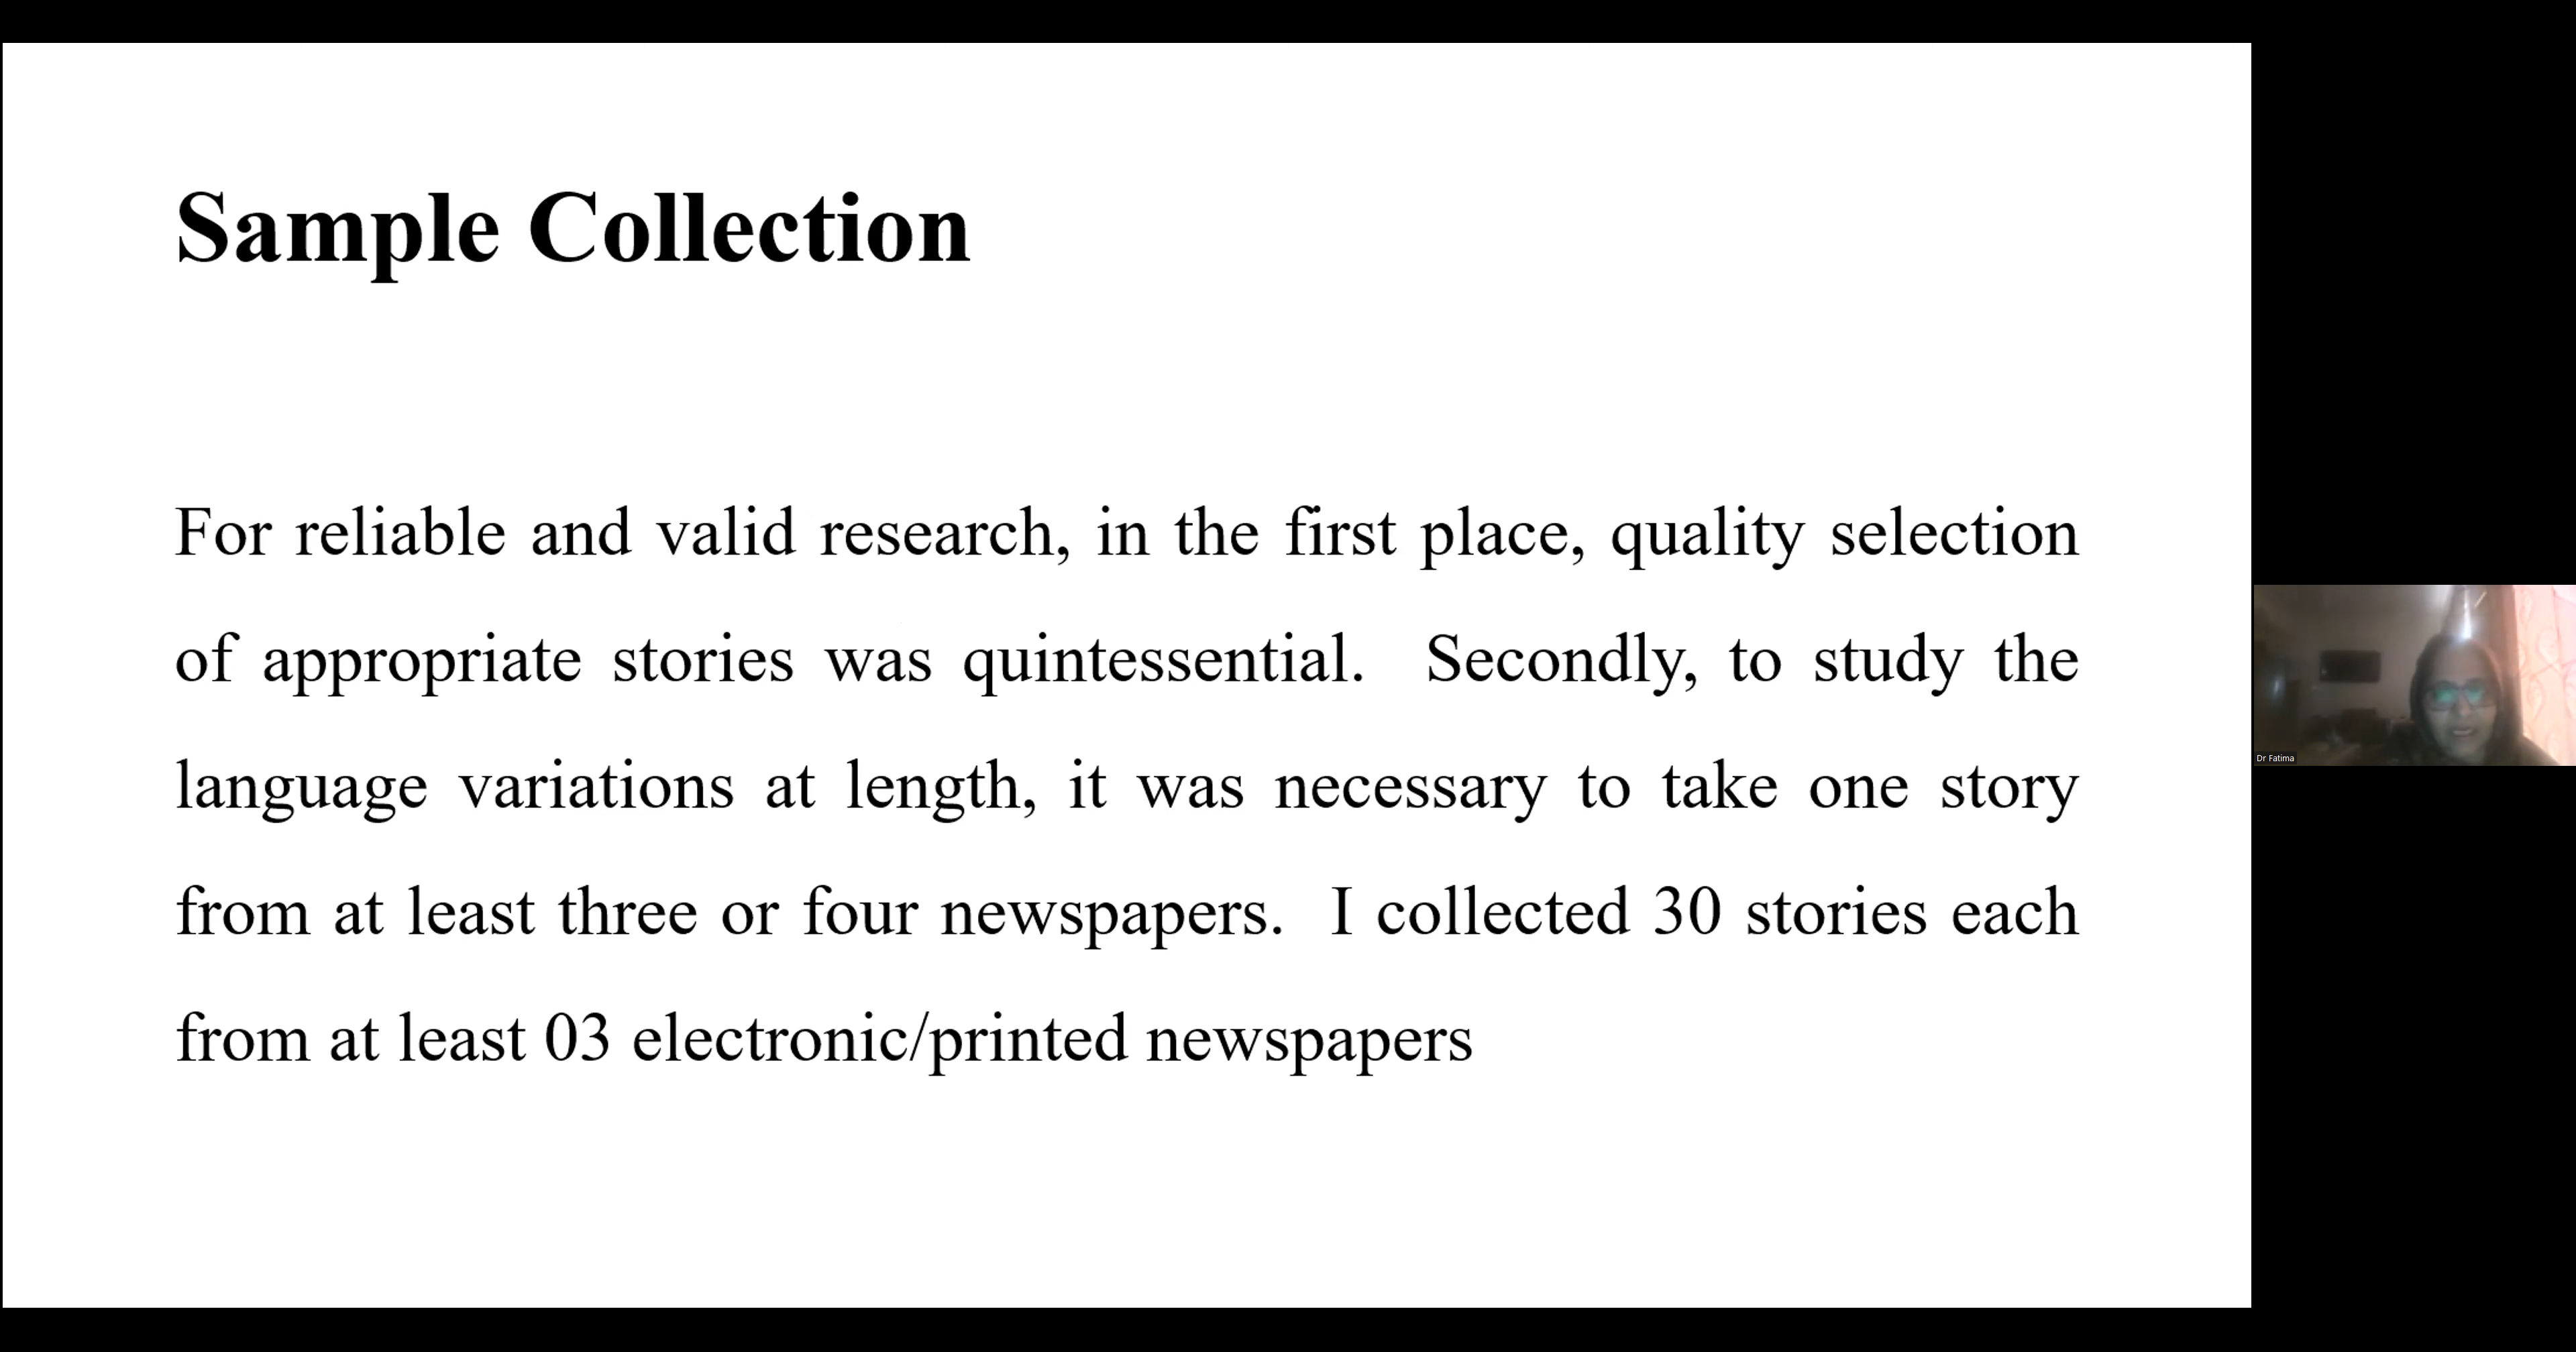 Sample Collection
For reliable and valid research, in the first place, quality selection
of appropriate stories was quintessential.  Secondly, to study the
language variations at length, it was necessary to take one story
from at least three or four newspapers.  I collected 30 stories each
from at least 03 electronic/printed newspapers
Dr Fatima